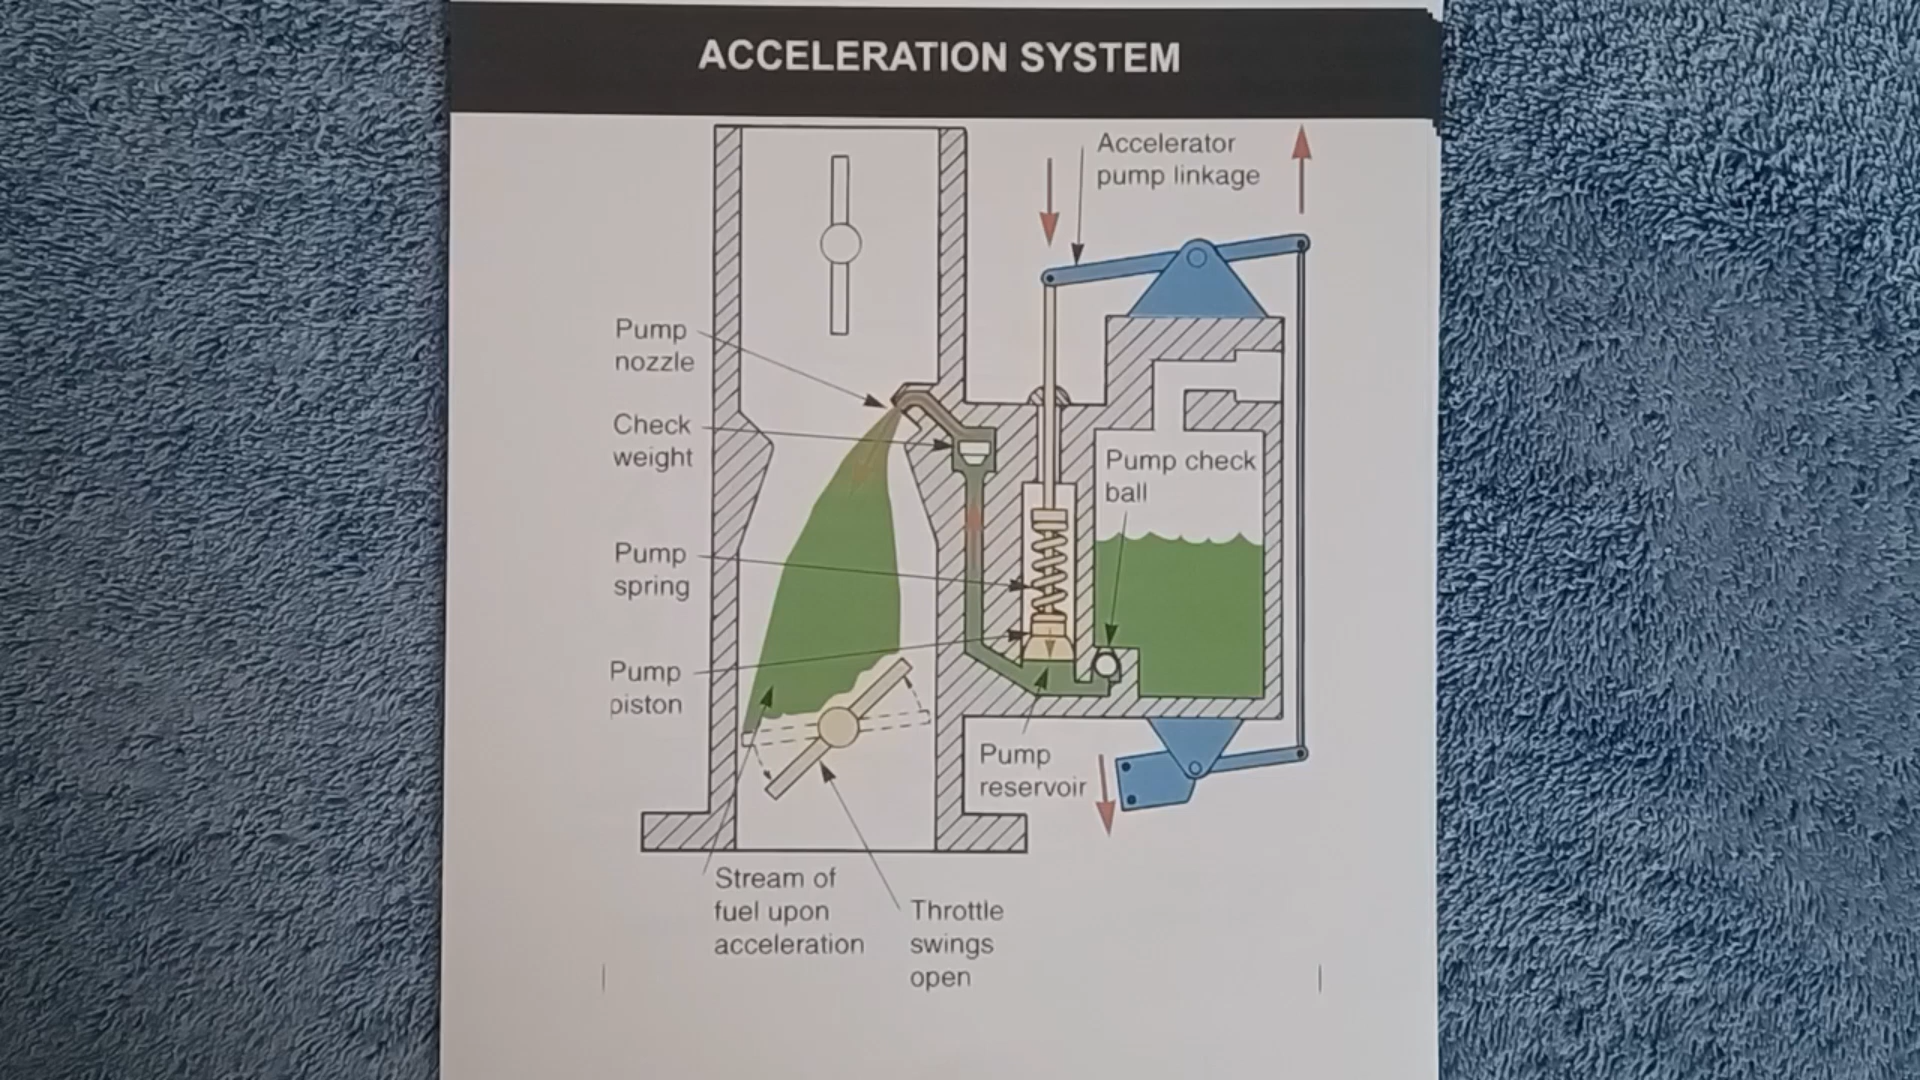 ACCELERATION SYSTEM
Accelerator
pump linkage
Pump
nozzle
Check
weight
Pump check
ball
Pump
spring
Pump
piston
Pump
reservoir
Stream of
fuel upon
acceleration
Throttle
swings
open